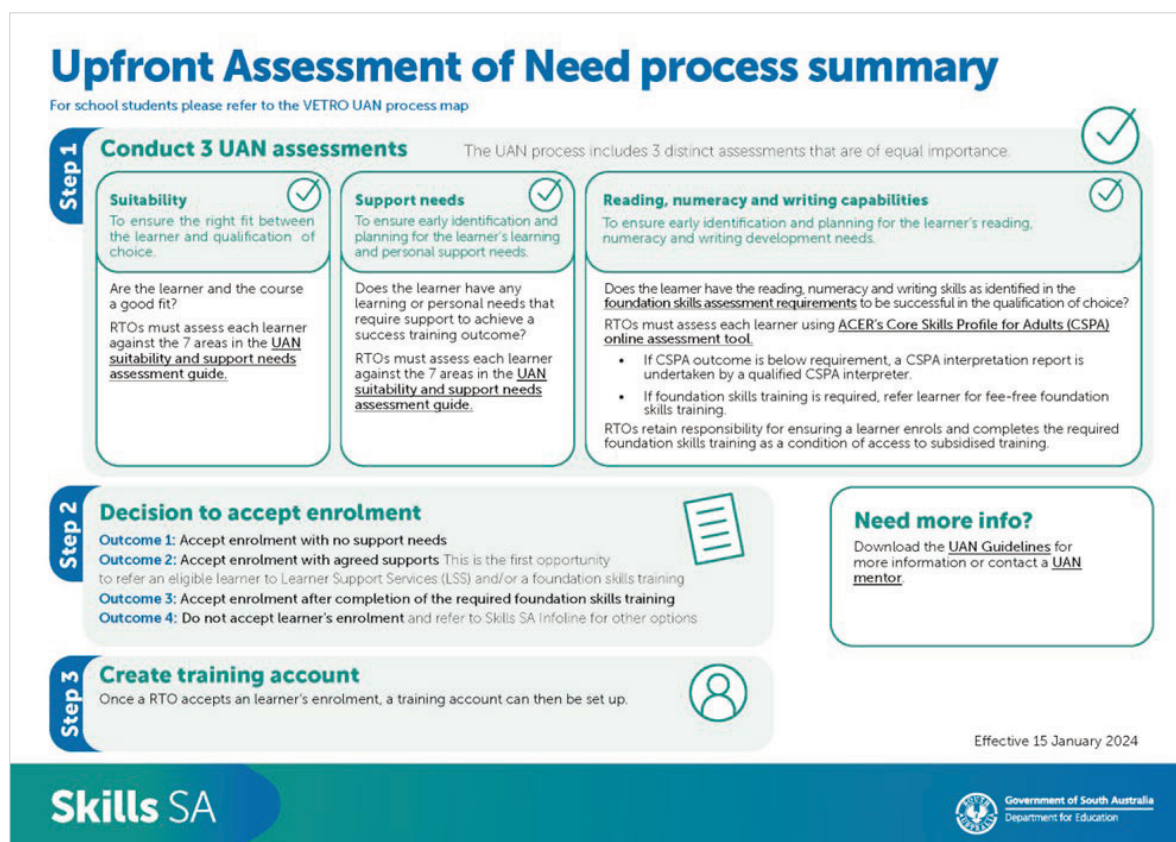 Upfront Assessment of Need process summary
For school students please refer to the VETRO UAN process map
Step 1
Conduct 3 UAN assessments
The UAN process includes 3 distinct assessments that are of equal importance.
Suitability
To ensure the right fit between
the learner and qualification of
choice.
Are the learner and the course
a good fit?
RTOs must assess each learner
against the 7 areas in the UAN
suitability and support needs
assessment guide.
Support needs
To ensure early identification and
planning for the learner's learning
and personal support needs.
Does the learner have any
learning or personal needs that
require support to achieve a
success training outcome?
RTOs must assess each learner
against the 7 areas in the UAN
suitability and support needs
assessment guide.
Reading, numeracy and writing capabilities
To ensure early identification and planning for the learner's reading,
numeracy and writing development needs.
Does the learner have the reading, numeracy and writing skills as identified in the
foundation skills assessment requirements to be successful in the qualification of choice?
RTOs must assess each learner using ACER's Core Skills Profile for Adults (CSPA)
online assessment tool.
• If CSPA outcome is below requirement, a CSPA interpretation report is
undertaken by a qualified CSPA interpreter.
• If foundation skills training is required, refer learner for fee-free foundation
skills training.
RTOs retain responsibility for ensuring a learner enrols and completes the required
foundation skills training as a condition of access to subsidised training.
Step 2
Decision to accept enrolment
Outcome 1: Accept enrolment with no support needs
Outcome 2: Accept enrolment with agreed supports This is the first opportunity
to refer an eligible learner to Learner Support Services (LSS) and/or a foundation skills training
Outcome 3: Accept enrolment after completion of the required foundation skills training
Outcome 4: Do not accept learner's enrolment and refer to Skills SA Infoline for other options
Need more info?
Download the UAN Guidelines for
more information or contact a UAN
mentor.
Step 3
Create training account
Once a RTO accepts an learner's enrolment, a training account can then be set up.
Effective 15 January 2024
Skills SA
Government of South Australia
Department for Education